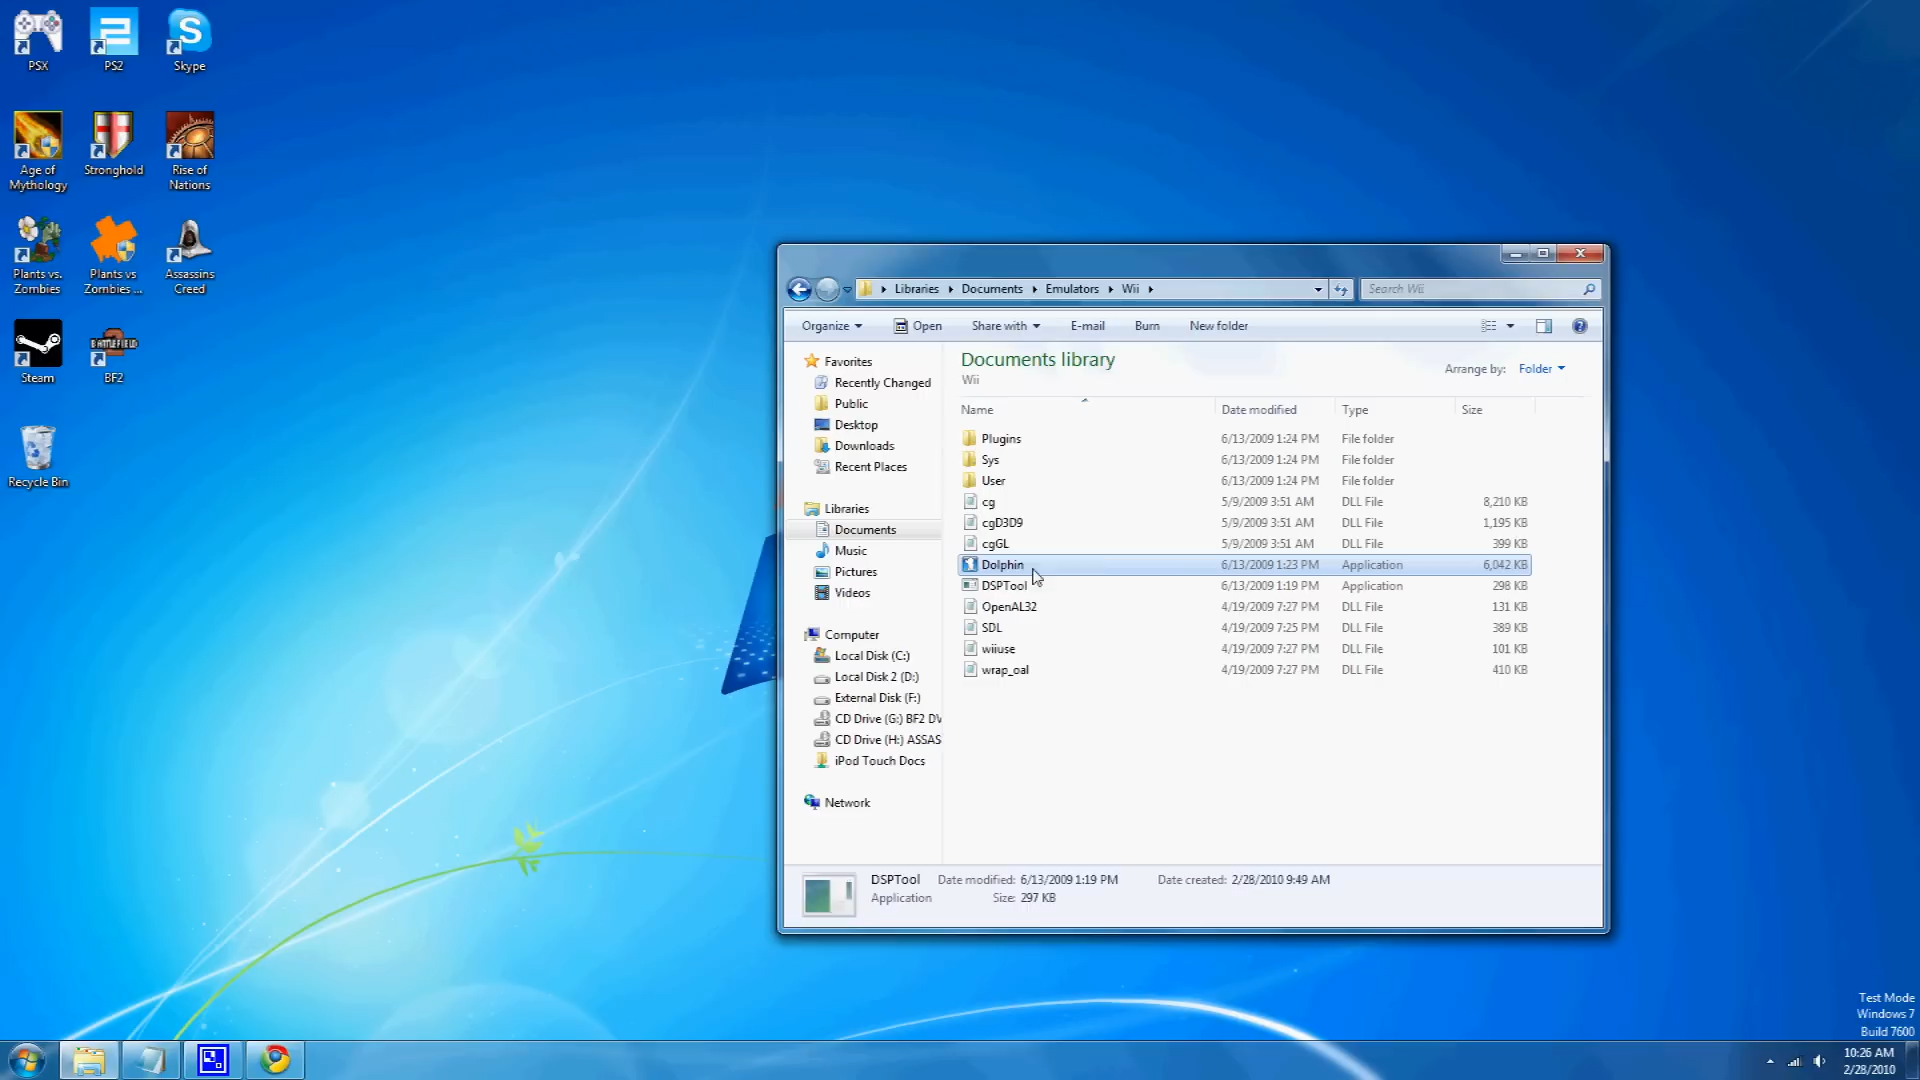 PSX
PS2
Skype
Age of Mythology
Stronghold
Rise of Nations
Plants vs. Zombies
Plants vs Zombies ...
Assassins Creed
Steam
BATTLEFIELD
BF2
Recycle Bin
Libraries Documents Emulators Wii
Search Wii
Organize Open Share with E-mail Burn New folder
Favorites
Recently Changed
Public
Desktop
Downloads
Recent Places
Libraries
Documents
Music
Pictures
Videos
Computer
Local Disk (C:)
Local Disk 2 (D:)
External Disk (F:)
CD Drive (G:) BF2 DV
CD Drive (H:) ASSAS
iPod Touch Docs
Network
Documents library
Wii
Arrange by: Folder
Name Date modified Type Size
Plugins 6/13/2009 1:24 PM File folder
Sys 6/13/2009 1:24 PM File folder
User 6/13/2009 1:24 PM File folder
cg 5/9/2009 3:51 AM DLL File 8,210 KB
cgD3D9 5/9/2009 3:51 AM DLL File 1,195 KB
cgGL 5/9/2009 3:51 AM DLL File 399 KB
Dolphin 6/13/2009 1:23 PM Application 6,042 KB
DSPTool 6/13/2009 1:19 PM Application 298 KB
OpenAL32 4/19/2009 7:27 PM DLL File 131 KB
SDL 4/19/2009 7:25 PM DLL File 389 KB
wiiuse 4/19/2009 7:27 PM DLL File 101 KB
wrap_oal 4/19/2009 7:27 PM DLL File 410 KB
DSPTool Date modified: 6/13/2009 1:19 PM Date created: 2/28/2010 9:49 AM
Application Size: 297 KB
Test Mode
Windows 7
Build 7600
10:26 AM
2/28/2010